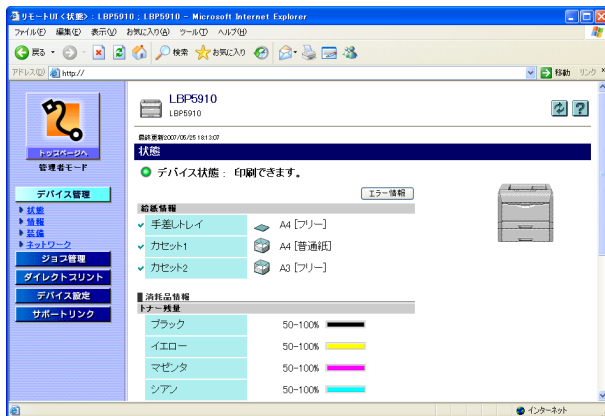 リモートUI <状態> : LBP5910 ; LBP5910 - Microsoft Internet Explorer
ファイル(F) 編集(E) 表示(V) お気に入り(A) ツール(T) ヘルプ(H)
戻る 検索 お気に入り
アドレス(D) http:// 移動 リンク »
LBP5910
LBP5910
最終更新2007/05/25 18:13:07
トップページへ
管理者モード
デバイス管理
状態
情報
装備
ネットワーク
ジョブ管理
ダイレクトプリント
デバイス設定
サポートリンク
状態
デバイス状態 : 印刷できます。
エラー情報
給紙情報
手差しトレイ A4 [フリー]
カセット1 A4 [普通紙]
カセット2 A3 [フリー]
消耗品情報
トナー残量
ブラック 50-100%
イエロー 50-100%
マゼンタ 50-100%
シアン 50-100%
インターネット